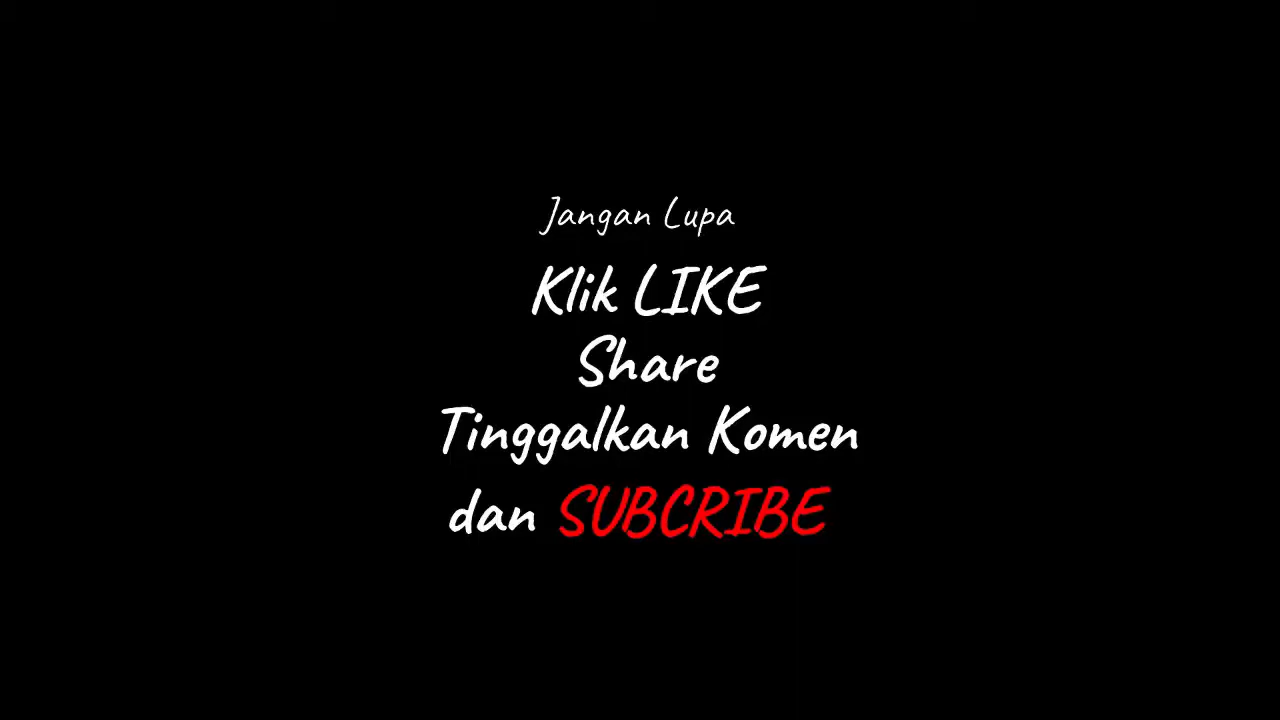 Jangan Lupa
Klik LIKE
Share
Tinggalkan Komen
dan SUBCRIBE